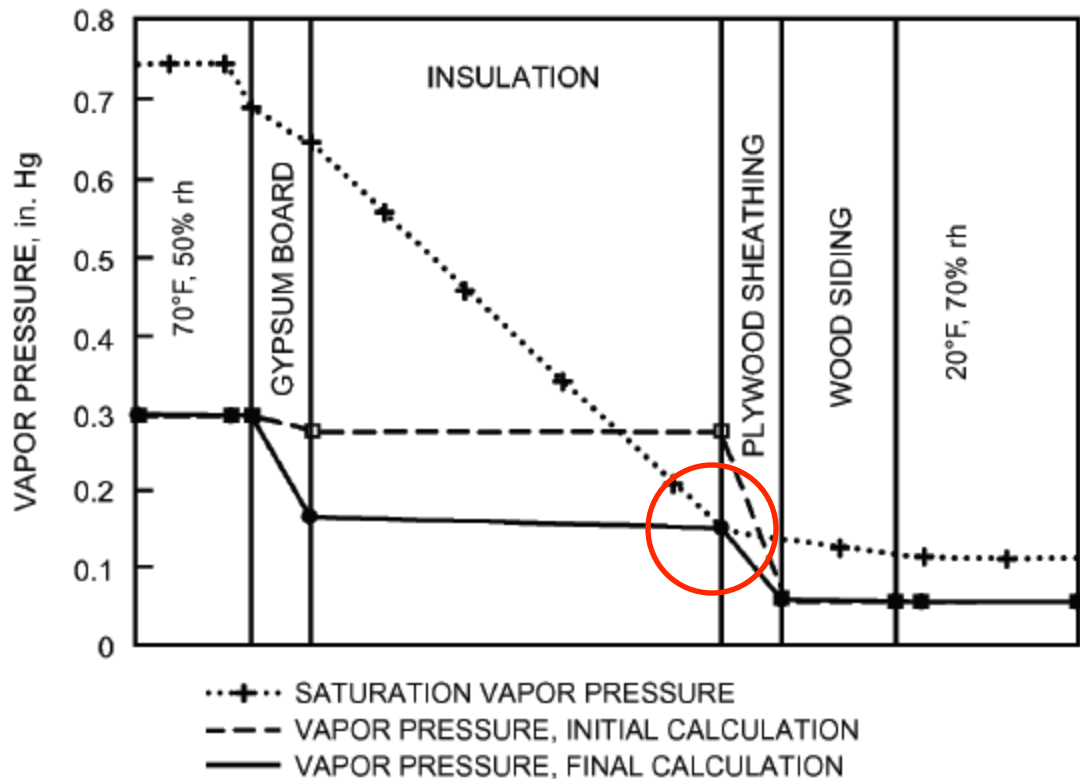 0.8
0.7
0.6
0.5
0.4
0.3
0.2
0.1
0
VAPOR PRESSURE, in. Hg
70°F, 50% rh
GYPSUM BOARD
INSULATION
PLYWOOD SHEATHING
WOOD SIDING
20°F, 70% rh
SATURATION VAPOR PRESSURE
VAPOR PRESSURE, INITIAL CALCULATION
VAPOR PRESSURE, FINAL CALCULATION